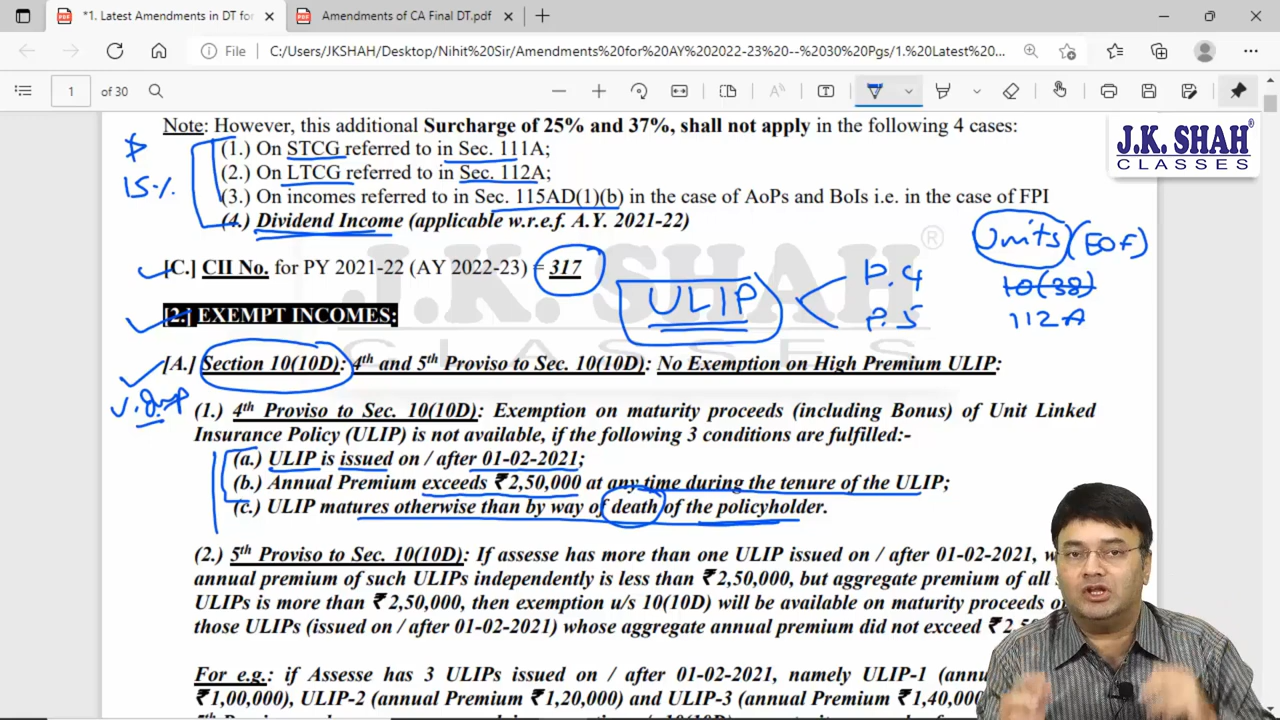 *1. Latest Amendments in DT for
Amendments of CA Final DT.pdf
File
C:/Users/JKSHAH/Desktop/Nihit%20Sir/Amendments%20for%20AY%202022-23%20--%2030%20Pgs/1.%20Latest%20...
1 of 30
Note: However, this additional Surcharge of 25% and 37%, shall not apply in the following 4 cases:
(1.) On STCG referred to in Sec. 111A;
(2.) On LTCG referred to in Sec. 112A;
15%
(3.) On incomes referred to in Sec. 115AD(1)(b) in the case of AoPs and BoIs i.e. in the case of FPI
(4.) Dividend Income (applicable w.r.e.f. A.Y. 2021-22)
J.K. SHAH
CLASSES
Units (EOF)
10(38)
112A
[C.] CII No. for PY 2021-22 (AY 2022-23) = 317
ULIP
P.4
P.5
J.K. SHAH ®
CLASSES
[2.] EXEMPT INCOMES:
[A.] Section 10(10D): 4th and 5th Proviso to Sec. 10(10D): No Exemption on High Premium ULIP:
v. Imp
(1.) 4th Proviso to Sec. 10(10D): Exemption on maturity proceeds (including Bonus) of Unit Linked
Insurance Policy (ULIP) is not available, if the following 3 conditions are fulfilled:-
(a.) ULIP is issued on / after 01-02-2021;
(b.) Annual Premium exceeds ₹2,50,000 at any time during the tenure of the ULIP;
(c.) ULIP matures otherwise than by way of death of the policyholder.
(2.) 5th Proviso to Sec. 10(10D): If assesse has more than one ULIP issued on / after 01-02-2021,
annual premium of such ULIPs independently is less than ₹2,50,000, but aggregate premium of all
ULIPs is more than ₹2,50,000, then exemption u/s 10(10D) will be available on maturity proceeds
those ULIPs (issued on / after 01-02-2021) whose aggregate annual premium did not exceed ₹
For e.g.: if Assesse has 3 ULIPs issued on / after 01-02-2021, namely ULIP-1
₹1,00,000), ULIP-2 (annual Premium ₹1,20,000) and ULIP-3 (annual Premium ₹1,40,000